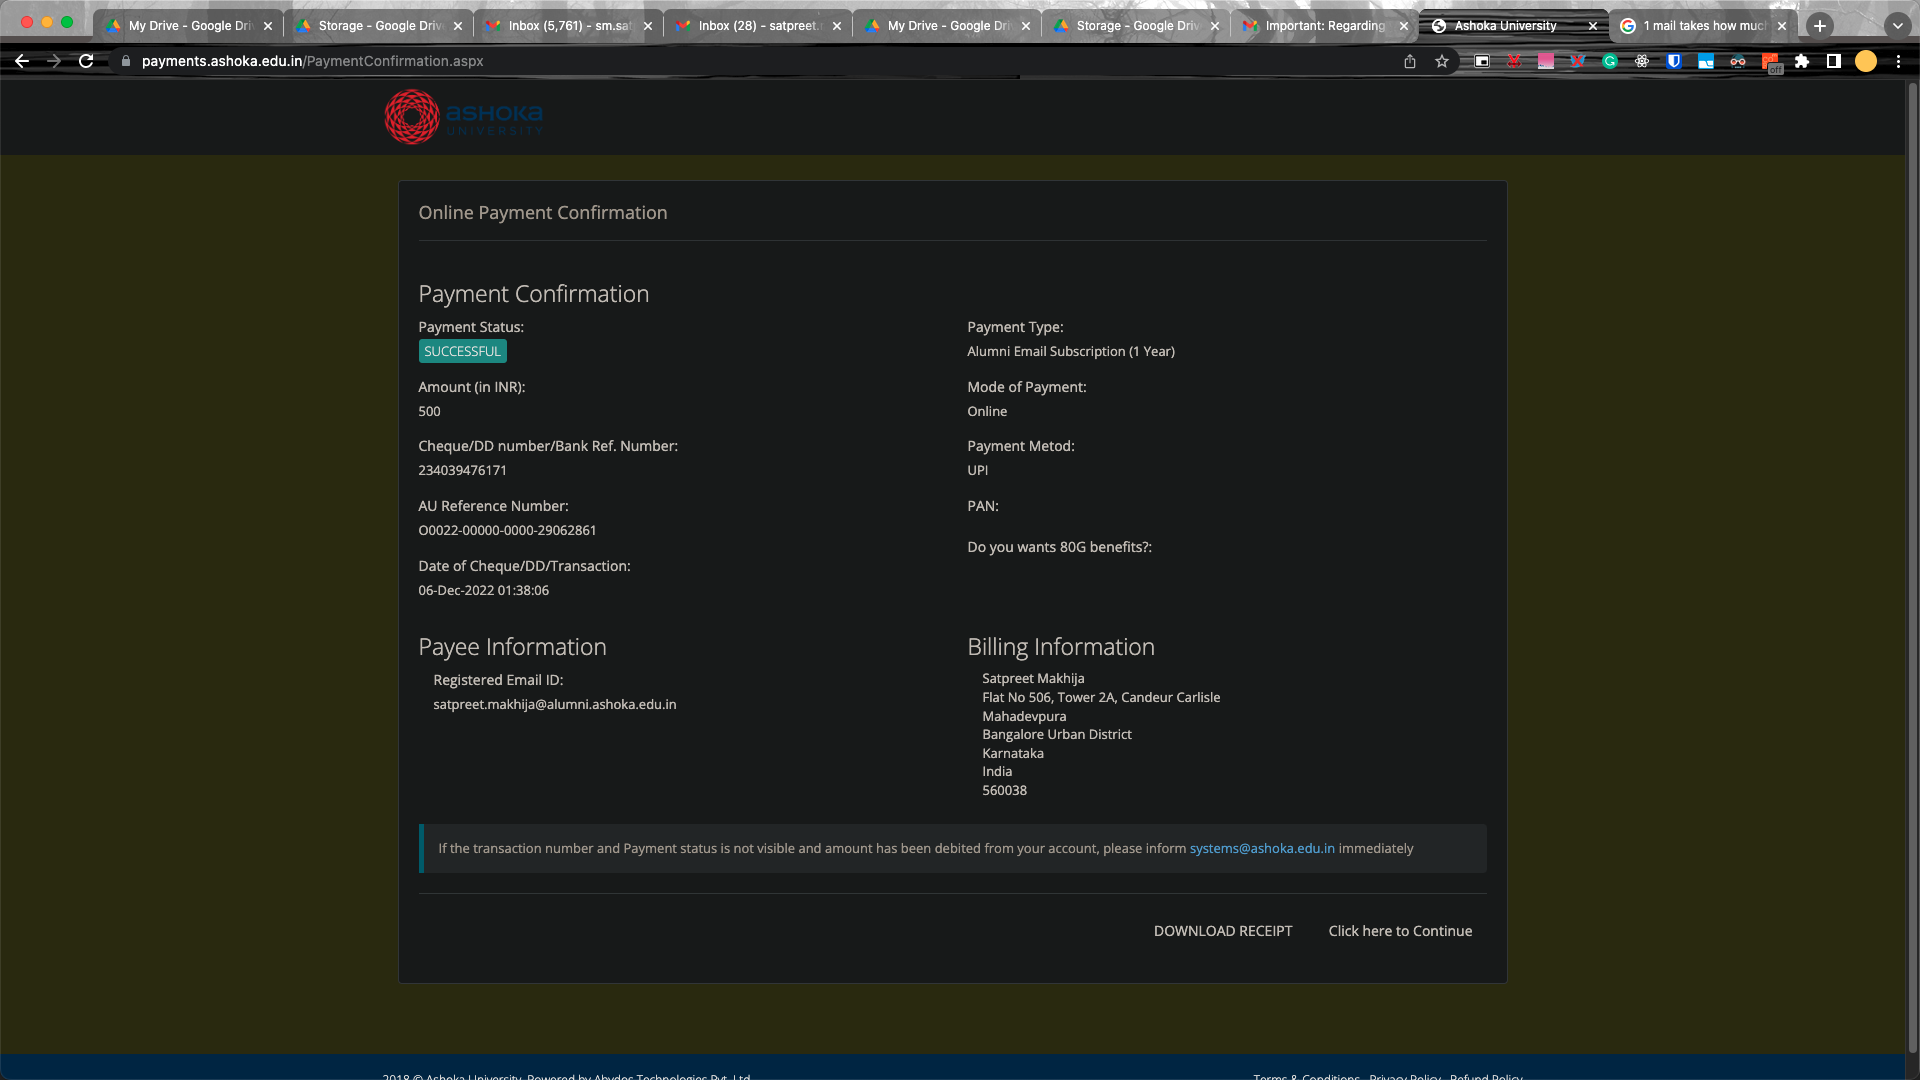 My Drive - Google Dri
Storage - Google Driv
Inbox (5,761) - sm.sat
Inbox (28) - satpreet.
My Drive - Google Dri
Storage - Google Driv
Important: Regarding
Ashoka University
1 mail takes how much
payments.ashoka.edu.in/PaymentConfirmation.aspx
off
ASHOKA
UNIVERSITY
Online Payment Confirmation
Payment Confirmation
Payment Status:
SUCCESSFUL
Amount (in INR):
500
Cheque/DD number/Bank Ref. Number:
234039476171
AU Reference Number:
O0022-00000-0000-29062861
Date of Cheque/DD/Transaction:
06-Dec-2022 01:38:06
Payment Type:
Alumni Email Subscription (1 Year)
Mode of Payment:
Online
Payment Metod:
UPI
PAN:
Do you wants 80G benefits?:
Payee Information
Registered Email ID:
satpreet.makhija@alumni.ashoka.edu.in
Billing Information
Satpreet Makhija
Flat No 506, Tower 2A, Candeur Carlisle
Mahadevpura
Bangalore Urban District
Karnataka
India
560038
If the transaction number and Payment status is not visible and amount has been debited from your account, please inform systems@ashoka.edu.in immediately
DOWNLOAD RECEIPT
Click here to Continue
2018 © Ashoka University. Powered by Abydos Technologies Pvt. Ltd.
Terms & Conditions Privacy Policy Refund Policy